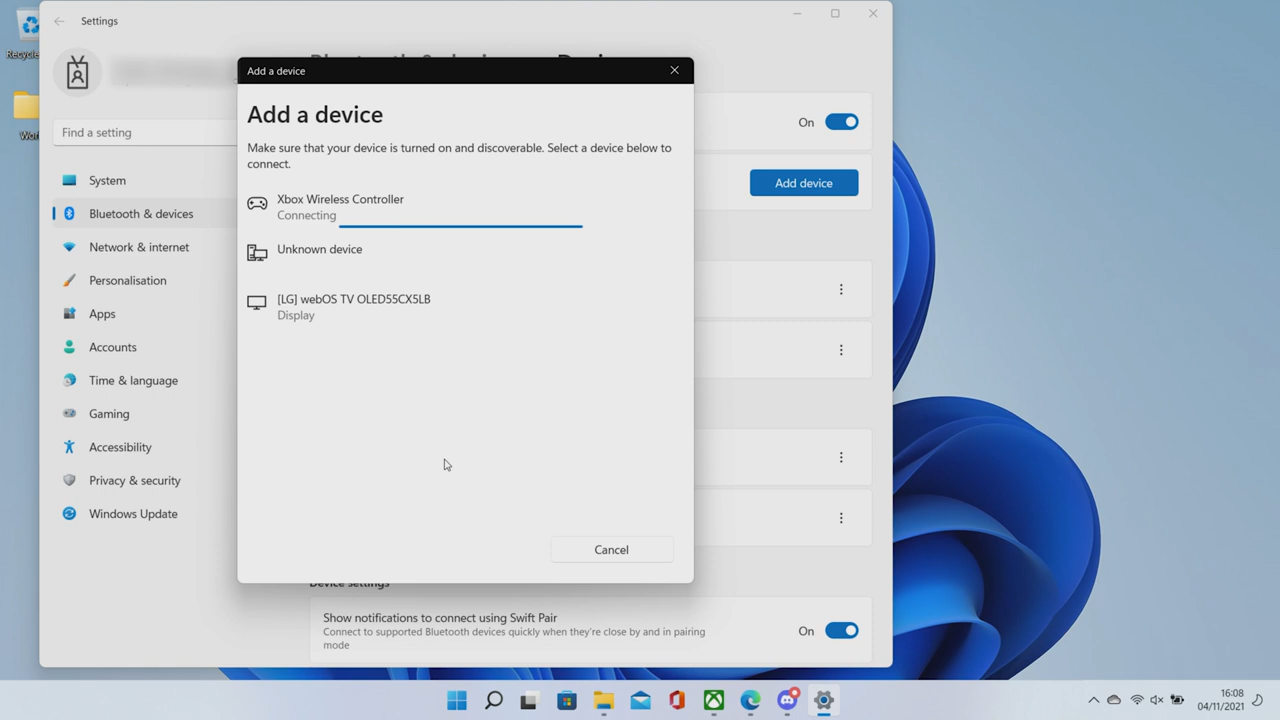 Settings
Recycle
Find a setting
System
Bluetooth & devices
Network & internet
Personalisation
Apps
Accounts
Time & language
Gaming
Accessibility
Privacy & security
Windows Update
On
Add device
Add a device
Add a device
Make sure that your device is turned on and discoverable. Select a device below to
connect.
Xbox Wireless Controller
Connecting
Unknown device
[LG] webOS TV OLED55CX5LB
Display
Cancel
Device settings
Show notifications to connect using Swift Pair
Connect to supported Bluetooth devices quickly when they're close by and in pairing
mode
On
16:08
04/11/2021